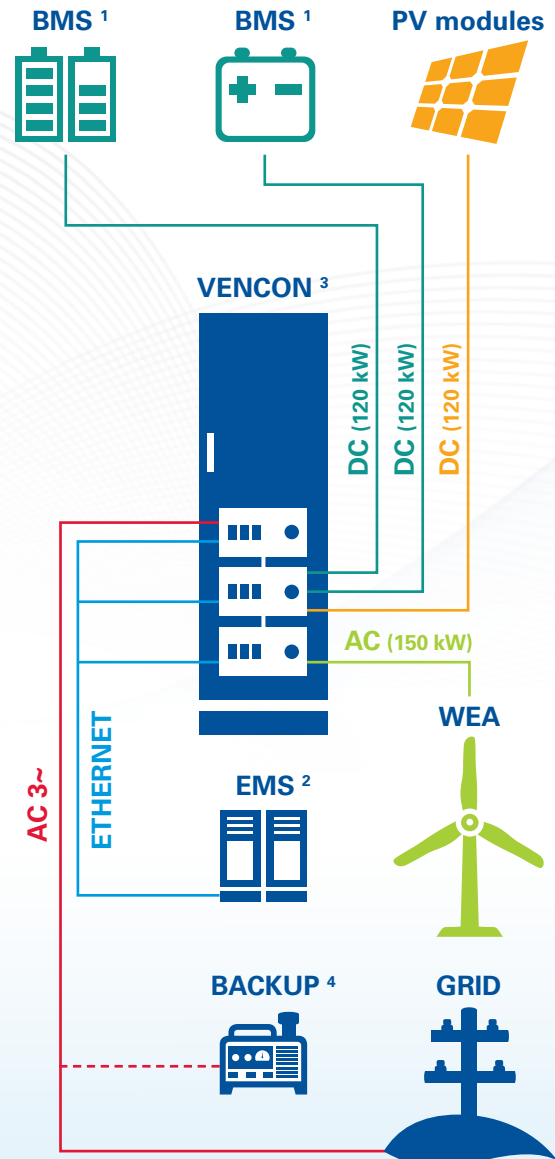 BMS ¹
BMS ¹
PV modules
VENCON ³
DC (120 kW)
DC (120 kW)
DC (120 kW)
AC (150 kW)
WEA
AC 3~
ETHERNET
EMS ²
BACKUP ⁴
GRID